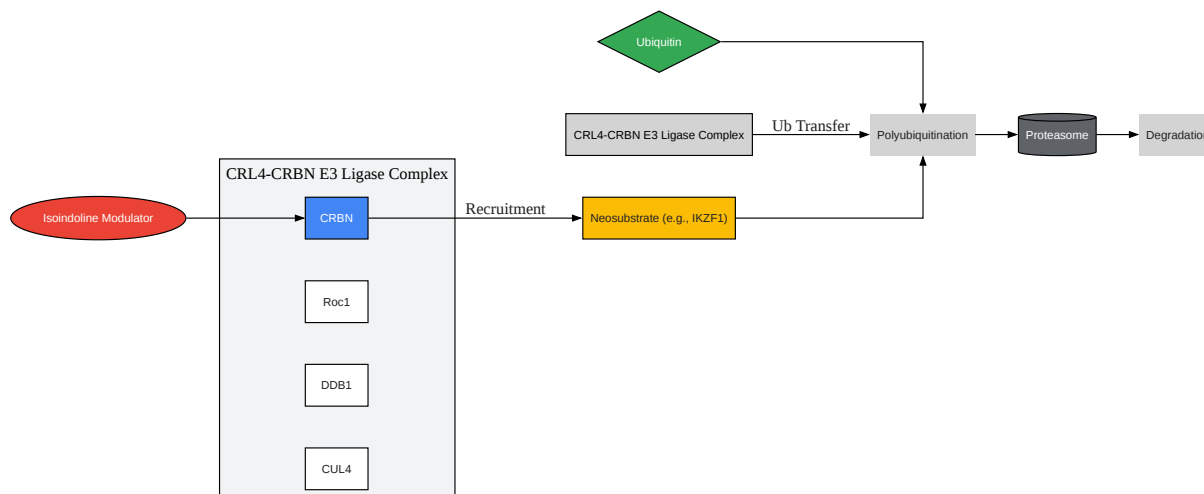 Ubiquitin
CRL4-CRBN E3 Ligase Complex
Ub Transfer
Polyubiquitination
Proteasome
Degradation
CRL4-CRBN E3 Ligase Complex
Isoindoline Modulator
CRBN
Recruitment
Neosubstrate (e.g., IKZF1)
Roc1
DDB1
CUL4